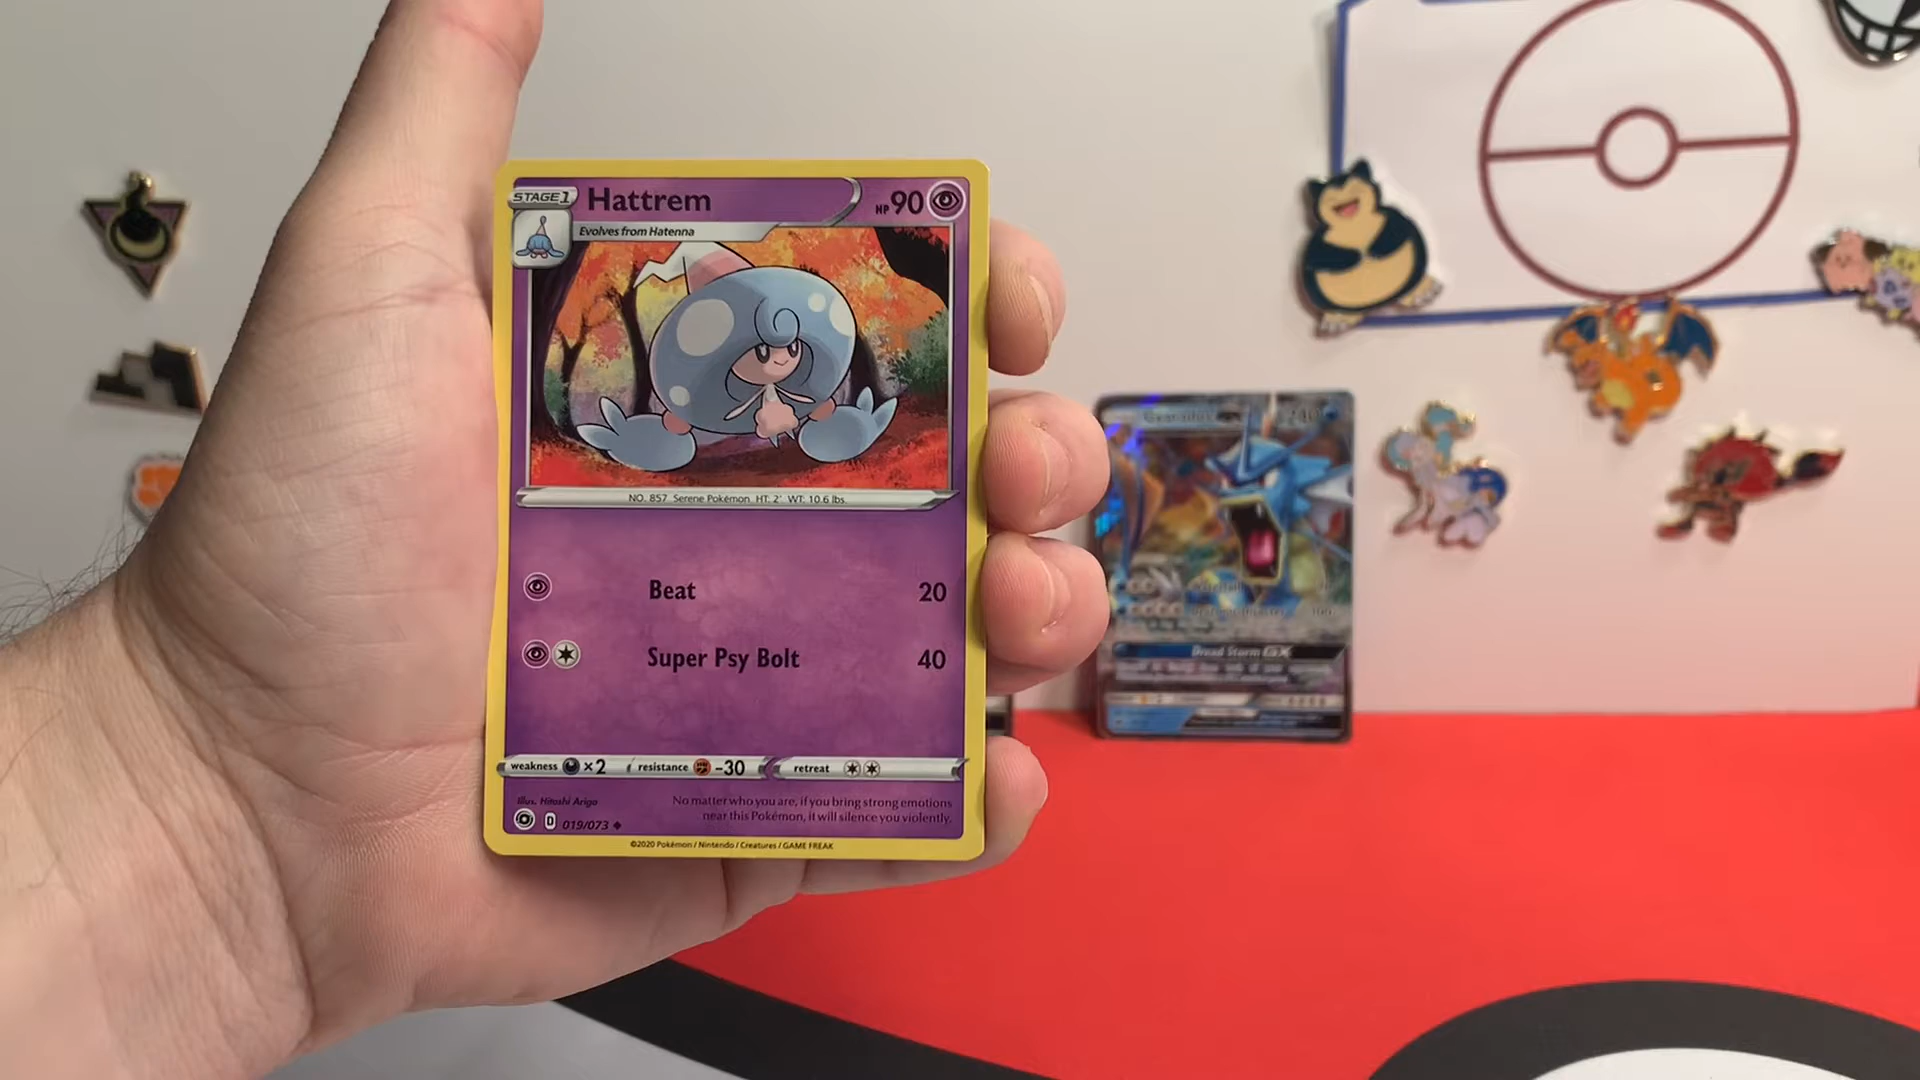 STAGE 1
Hattrem
HP 90
Evolves from Hatenna
NO. 857 Serene Pokémon HT: 2' WT: 10.6 lbs.
Beat 20
Super Psy Bolt 40
weakness ×2 resistance -30 retreat
Illus. Hitoshi Ariga
No matter who you are, if you bring strong emotions
near this Pokémon, it will silence you violently.
D 019/073
©2020 Pokémon / Nintendo / Creatures / GAME FREAK
240
Dread Storm GX